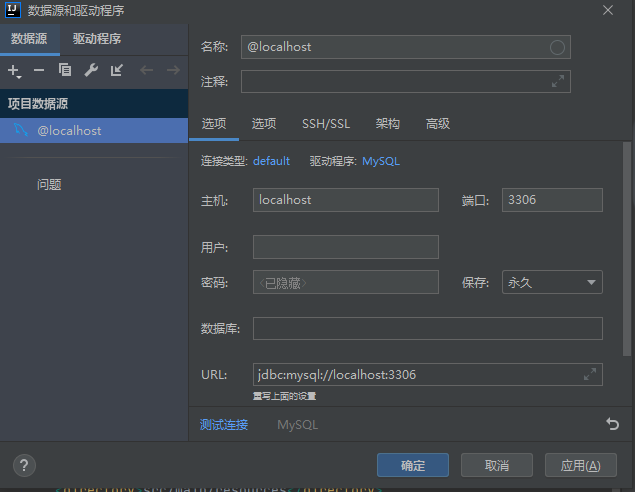 IJ 数据源和驱动程序
数据源 驱动程序
项目数据源
@localhost
问题
名称: @localhost
注释:
选项 选项 SSH/SSL 架构 高级
连接类型: default 驱动程序: MySQL
主机: localhost 端口: 3306
用户:
密码: <已隐藏> 保存: 永久
数据库:
URL: jdbc:mysql://localhost:3306
重写上面的设置
测试连接 MySQL
? 确定 取消 应用(A)